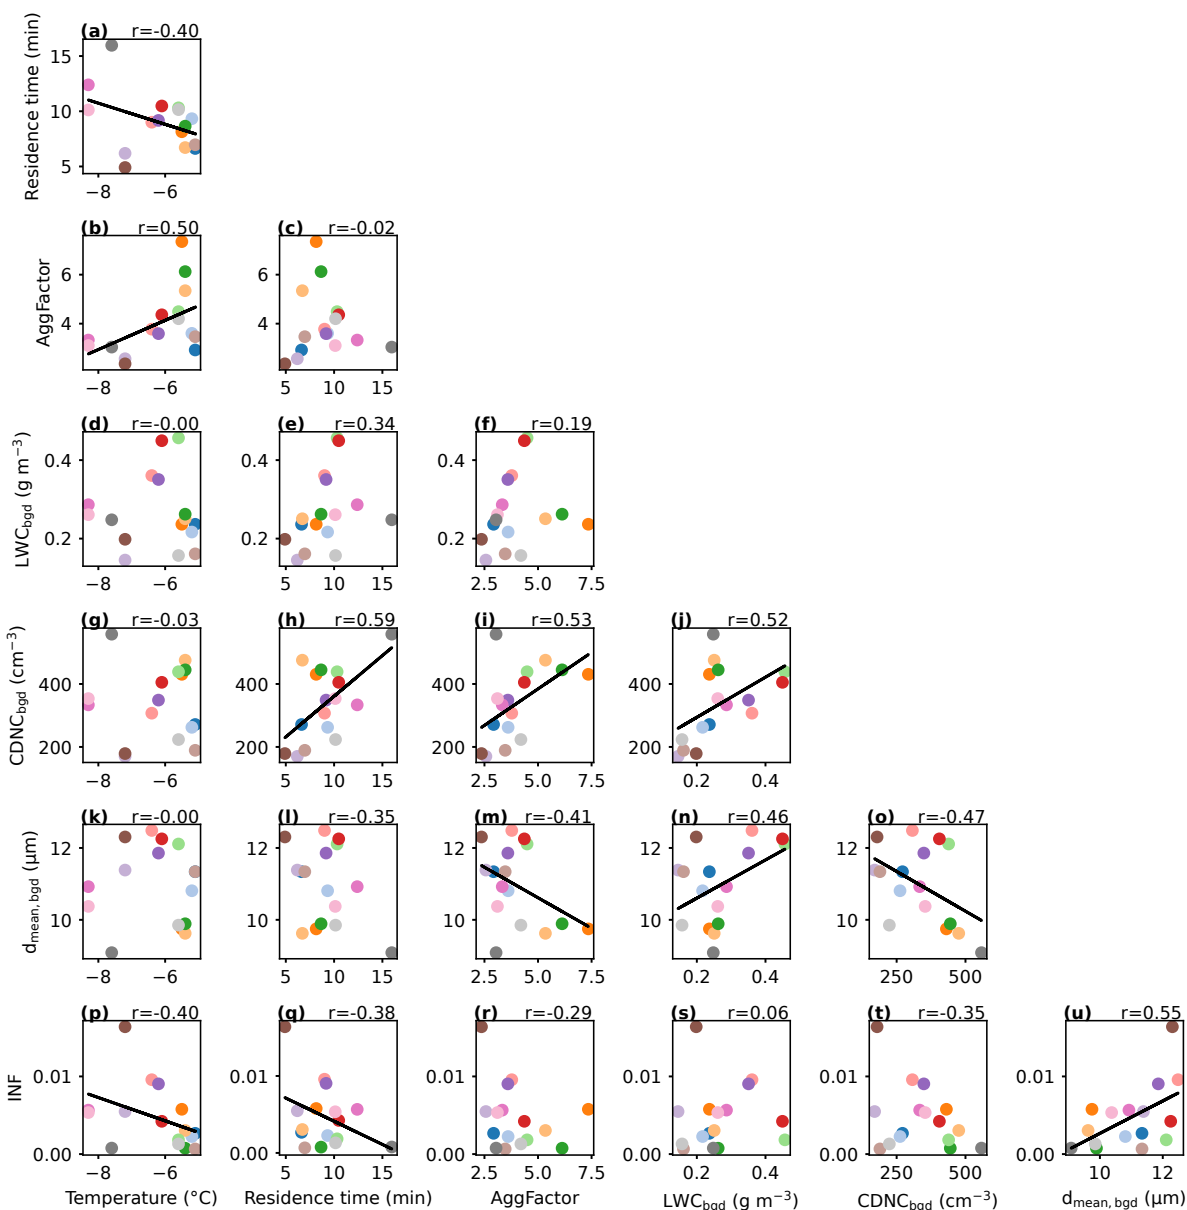 (a) r=-0.40
Residence time (min)
15
10
5
−8 −6
(b) r=0.50 (c) r=-0.02
AggFactor
6 6
4 4
−8 −6 5 10 15
(d) r=-0.00 (e) r=0.34 (f) r=0.19
LWCbgd (g m−3)
0.4 0.4 0.4
0.2 0.2 0.2
−8 −6 5 10 15 2.5 5.0 7.5
(g) r=-0.03 (h) r=0.59 (i) r=0.53 (j) r=0.52
CDNCbgd (cm−3)
400 400 400 400
200 200 200 200
−8 −6 5 10 15 2.5 5.0 7.5 0.2 0.4
(k) r=-0.00 (l) r=-0.35 (m) r=-0.41 (n) r=0.46 (o) r=-0.47
dmean, bgd (µm)
12 12 12 12 12
10 10 10 10 10
−8 −6 5 10 15 2.5 5.0 7.5 0.2 0.4 250 500
(p) r=-0.40 (q) r=-0.38 (r) r=-0.29 (s) r=0.06 (t) r=-0.35 (u) r=0.55
INF
0.01 0.01 0.01 0.01 0.01 0.01
0.00 0.00 0.00 0.00 0.00 0.00
−8 −6 5 10 15 2.5 5.0 7.5 0.2 0.4 250 500 10 12
Temperature (°C) Residence time (min) AggFactor LWCbgd (g m−3) CDNCbgd (cm−3) dmean, bgd (µm)